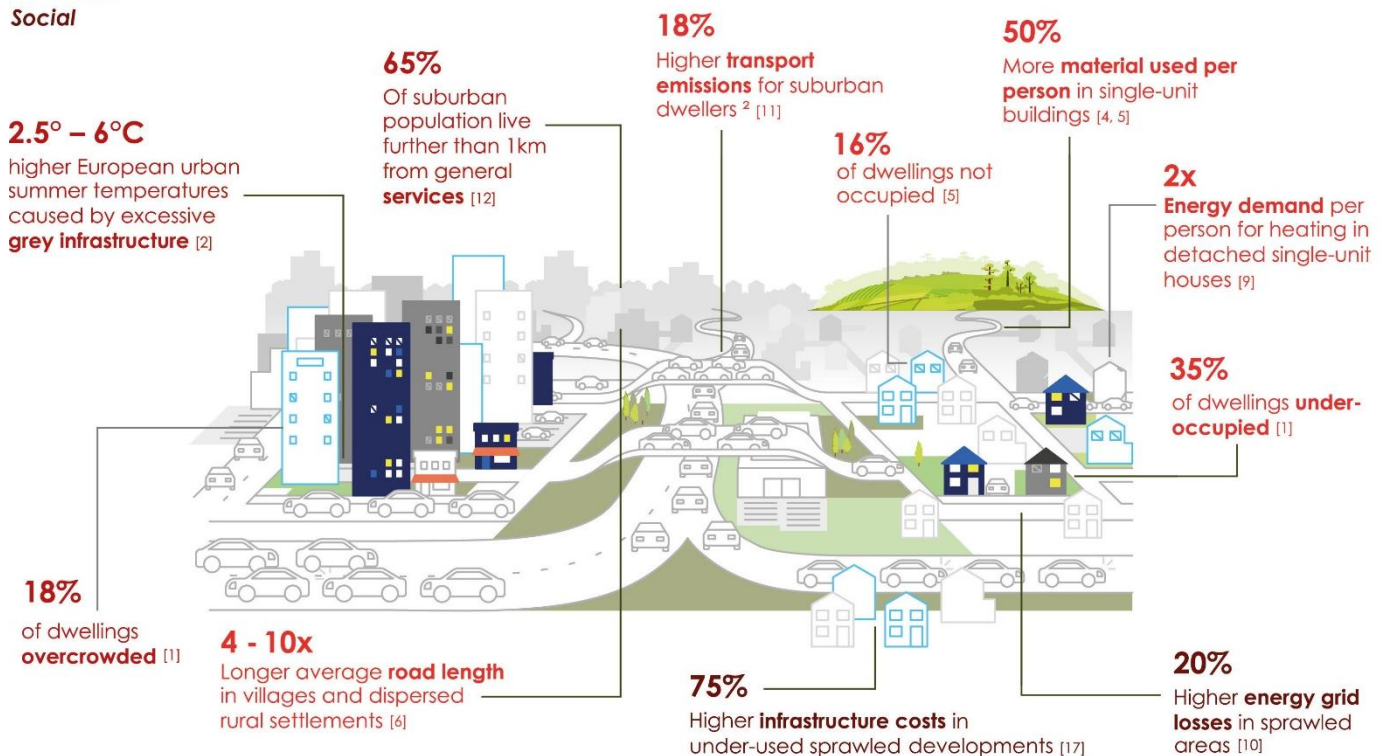 Social
18%
Higher transport
emissions for suburban
dwellers ² [11]
50%
More material used per
person in single-unit
buildings [4, 5]
65%
Of suburban
population live
further than 1km
from general
services [12]
2.5° – 6°C
higher European urban
summer temperatures
caused by excessive
grey infrastructure [2]
16%
of dwellings not
occupied [5]
2x
Energy demand per
person for heating in
detached single-unit
houses [9]
35%
of dwellings under-
occupied [1]
18%
of dwellings
overcrowded [1]
4 - 10x
Longer average road length
in villages and dispersed
rural settlements [6]
75%
Higher infrastructure costs in
under-used sprawled developments [17]
20%
Higher energy grid
losses in sprawled
areas [10]